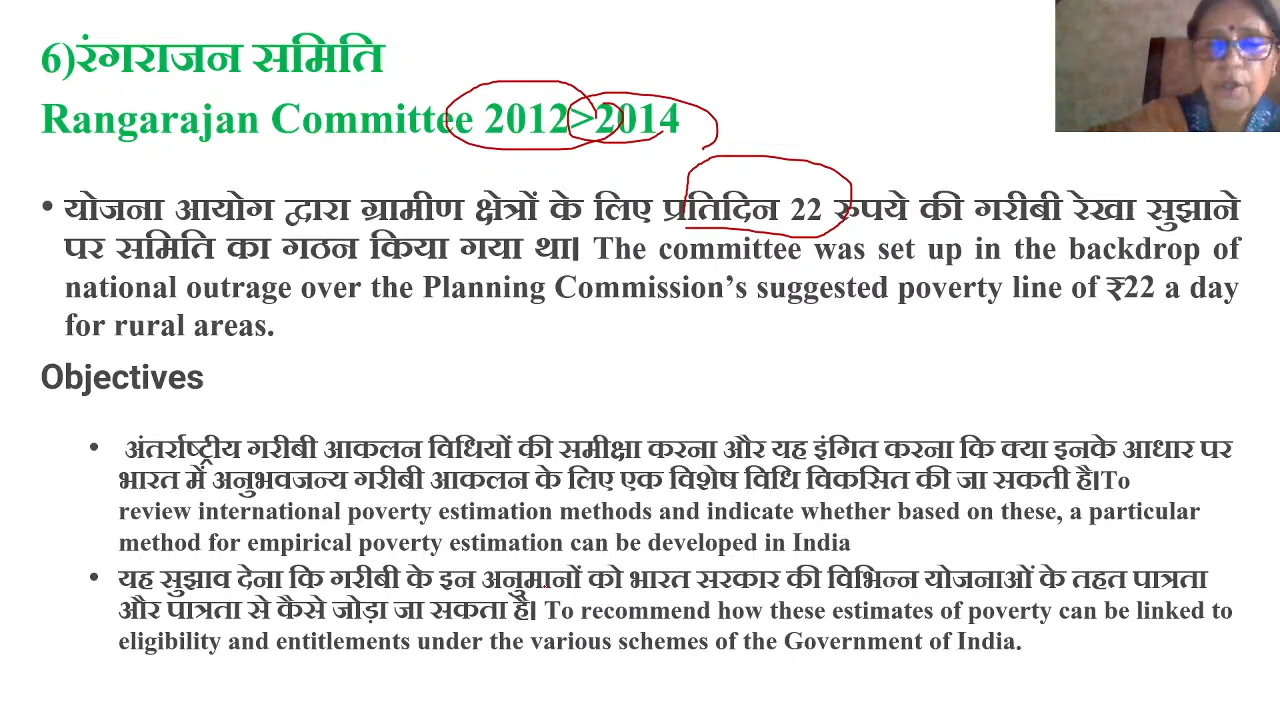 6)रंगराजन समिति
Rangarajan Committee 2012>2014
• योजना आयोग द्वारा ग्रामीण क्षेत्रों के लिए प्रतिदिन 22 रुपये की गरीबी रेखा सुझाने
पर समिति का गठन किया गया था। The committee was set up in the backdrop of
national outrage over the Planning Commission’s suggested poverty line of ₹22 a day
for rural areas.
Objectives
• अंतर्राष्ट्रीय गरीबी आकलन विधियों की समीक्षा करना और यह इंगित करना कि क्या इनके आधार पर
भारत में अनुभवजन्य गरीबी आकलन के लिए एक विशेष विधि विकसित की जा सकती है।To
review international poverty estimation methods and indicate whether based on these, a particular
method for empirical poverty estimation can be developed in India
• यह सुझाव देना कि गरीबी के इन अनुमानों को भारत सरकार की विभिन्न योजनाओं के तहत पात्रता
और पात्रता से कैसे जोड़ा जा सकता है। To recommend how these estimates of poverty can be linked to
eligibility and entitlements under the various schemes of the Government of India.